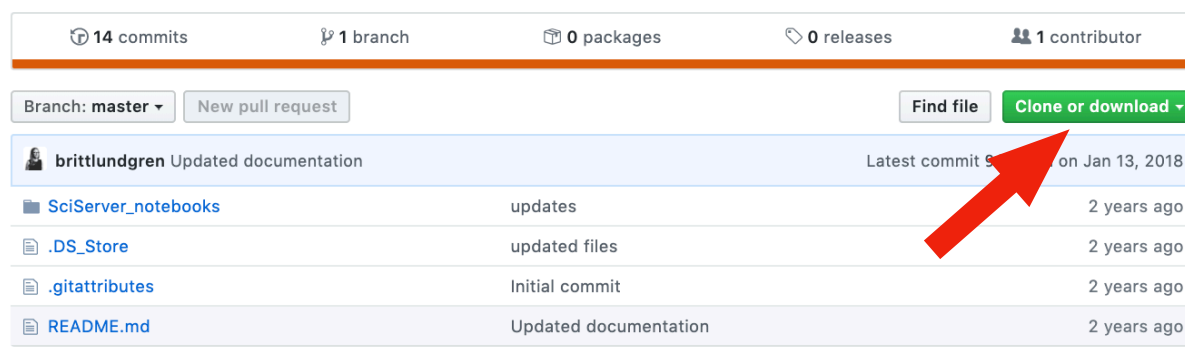 14 commits 1 branch 0 packages 0 releases 1 contributor
Branch: master New pull request Find file Clone or download
brittlundgren Updated documentation Latest commit on Jan 13, 2018
SciServer_notebooks updates 2 years ago
.DS_Store updated files 2 years ago
.gitattributes Initial commit 2 years ago
README.md Updated documentation 2 years ago